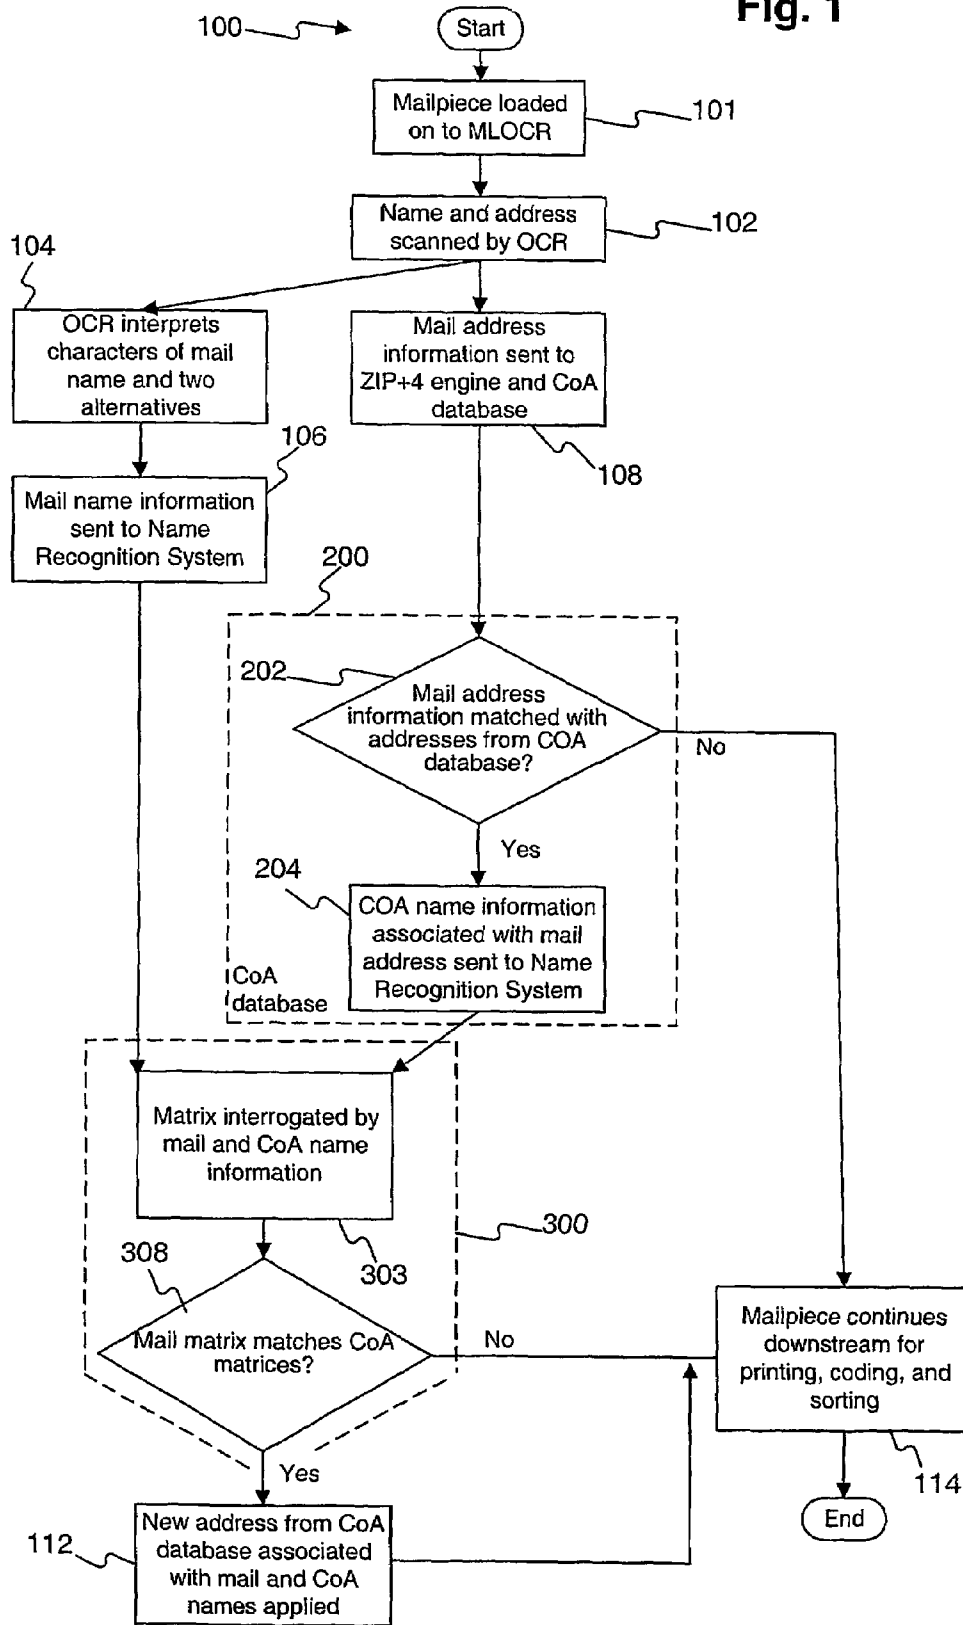 Fig. 1
100
Start
Mailpiece loaded
on to MLOCR
101
Name and address
scanned by OCR
102
104
OCR interprets
characters of mail
name and two
alternatives
Mail address
information sent to
ZIP+4 engine and CoA
database
108
106
Mail name information
sent to Name
Recognition System
200
202
Mail address
information matched with
addresses from COA
database?
No
Yes
204
COA name information
associated with mail
address sent to Name
Recognition System
CoA
database
Matrix interrogated by
mail and CoA name
information
303
300
308
Mail matrix matches CoA
matrices?
No
Yes
Mailpiece continues
downstream for
printing, coding, and
sorting
114
End
112
New address from CoA
database associated
with mail and CoA
names applied